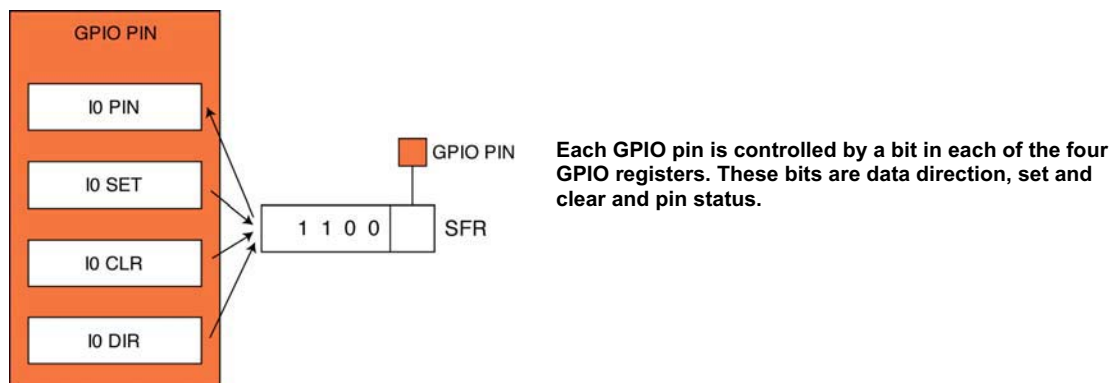 GPIO PIN
I0 PIN
I0 SET
I0 CLR
I0 DIR
GPIO PIN
1 1 0 0
SFR
Each GPIO pin is controlled by a bit in each of the four
GPIO registers. These bits are data direction, set and
clear and pin status.